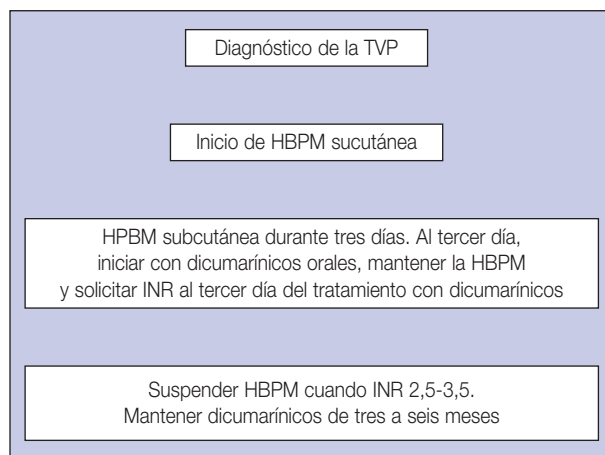 Diagnóstico de la TVP
Inicio de HBPM sucutánea
HPBM subcutánea durante tres días. Al tercer día,
iniciar con dicumarínicos orales, mantener la HBPM
y solicitar INR al tercer día del tratamiento con dicumarínicos
Suspender HBPM cuando INR 2,5-3,5.
Mantener dicumarínicos de tres a seis meses